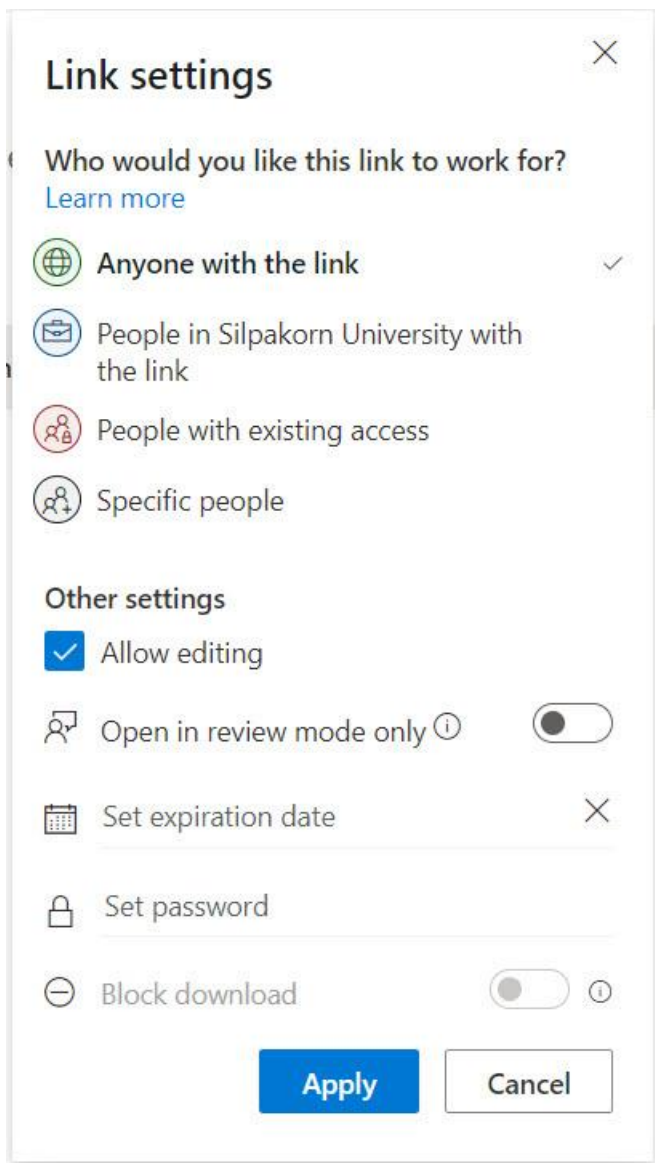 Link settings
Who would you like this link to work for?
Learn more
Anyone with the link
People in Silpakorn University with
the link
People with existing access
Specific people
Other settings
Allow editing
Open in review mode only
Set expiration date
Set password
Block download
Apply
Cancel